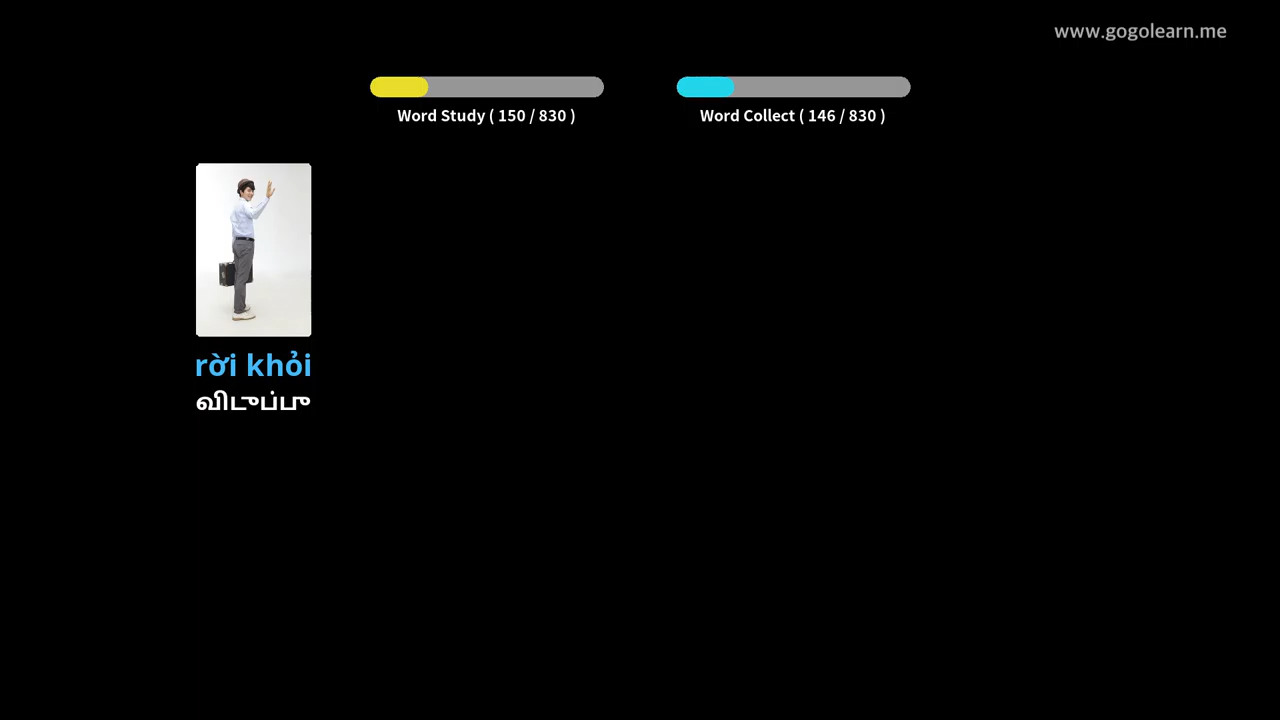 www.gogolearn.me
Word Study ( 150 / 830 )
Word Collect ( 146 / 830 )
rời khỏi
விடுப்பு